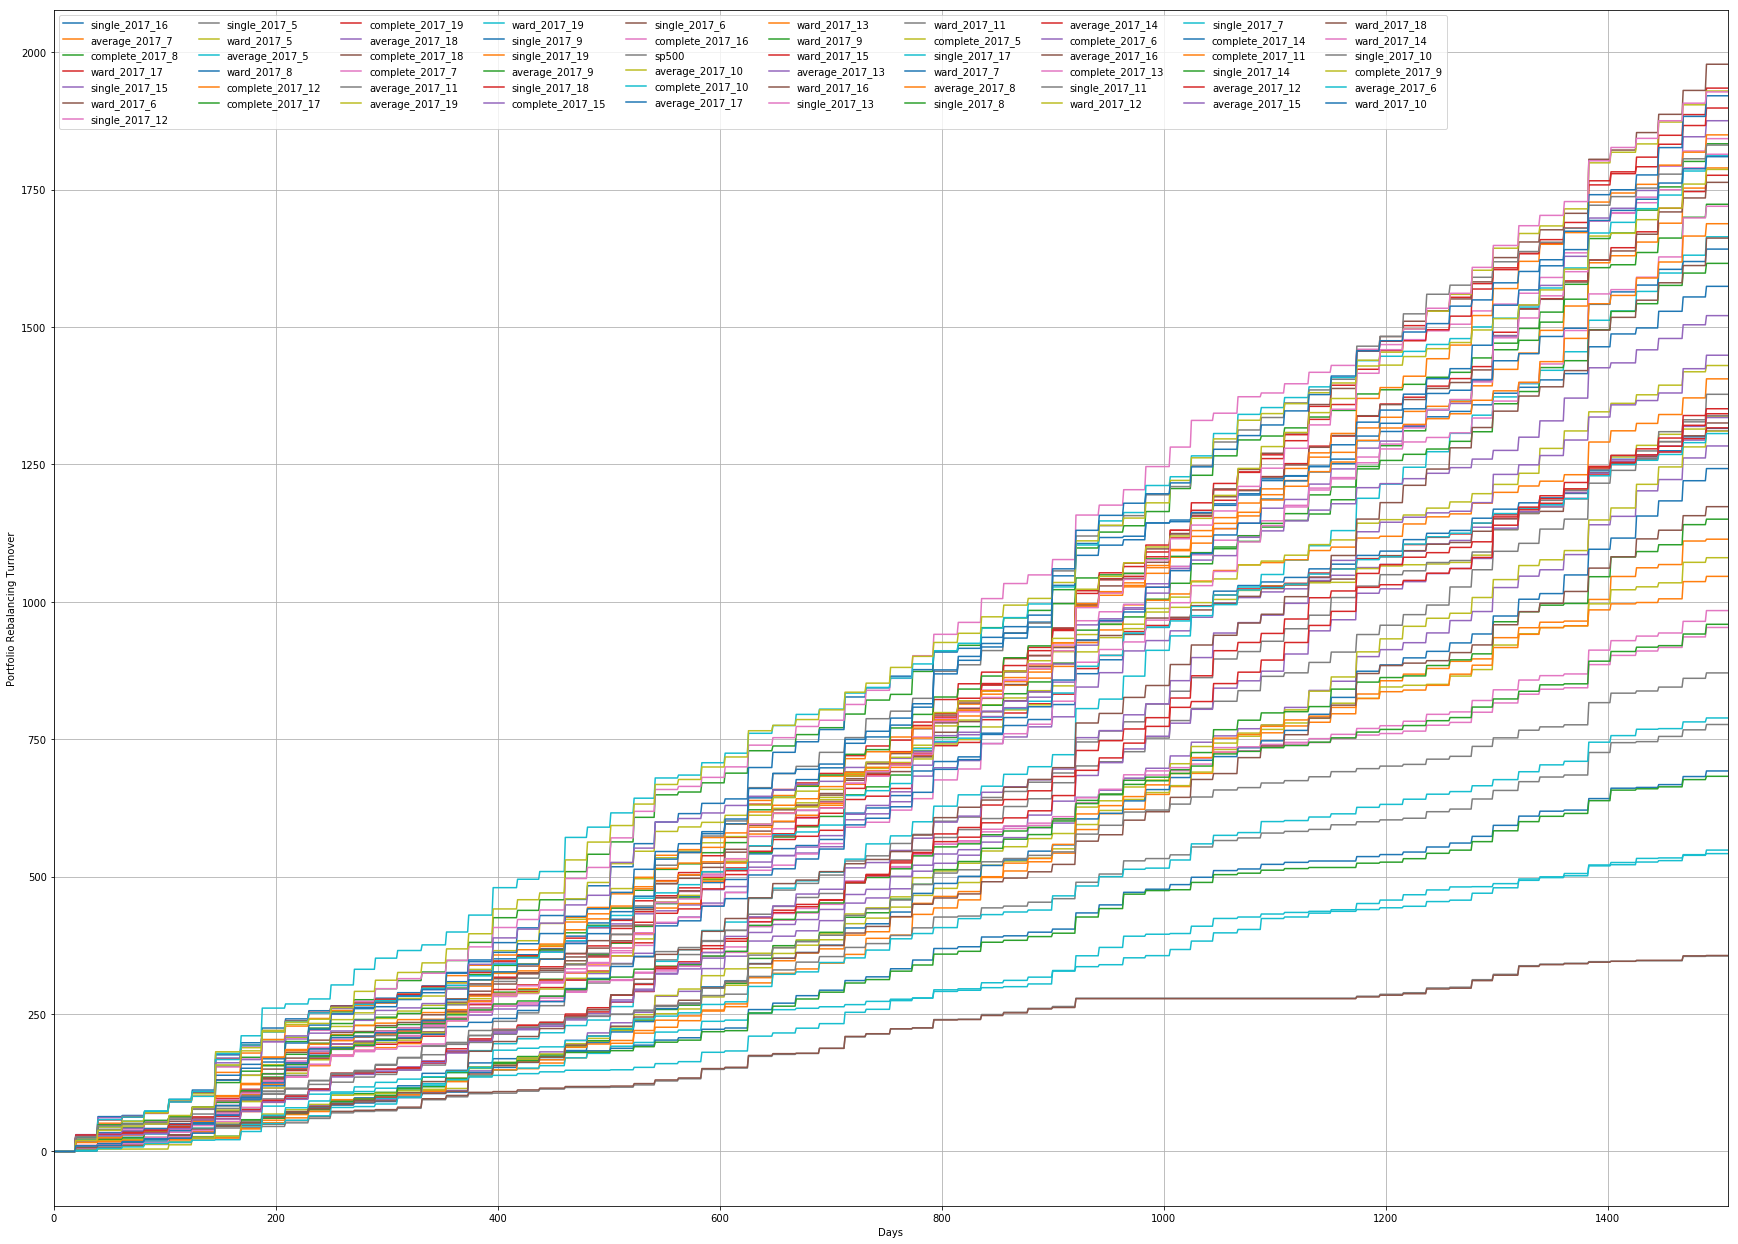 single_2017_16 single_2017_5 complete_2017_19 ward_2017_19 single_2017_6 ward_2017_13 ward_2017_11 average_2017_14 single_2017_7 ward_2017_18
average_2017_7 ward_2017_5 average_2017_18 single_2017_9 complete_2017_16 ward_2017_9 complete_2017_5 complete_2017_6 complete_2017_14 ward_2017_14
complete_2017_8 average_2017_5 complete_2017_18 single_2017_19 sp500 ward_2017_15 single_2017_17 average_2017_16 complete_2017_11 single_2017_10
ward_2017_17 ward_2017_8 complete_2017_7 average_2017_9 average_2017_10 average_2017_13 ward_2017_7 complete_2017_13 single_2017_14 complete_2017_9
single_2017_15 complete_2017_12 average_2017_11 single_2017_18 complete_2017_10 ward_2017_16 average_2017_8 single_2017_11 average_2017_12 average_2017_6
ward_2017_6 complete_2017_17 average_2017_19 complete_2017_15 average_2017_17 single_2017_13 single_2017_8 ward_2017_12 average_2017_15 ward_2017_10
single_2017_12
2000
1750
1500
1250
1000
750
500
250
0
Portfolio Rebalancing Turnover
0 200 400 600 800 1000 1200 1400
Days